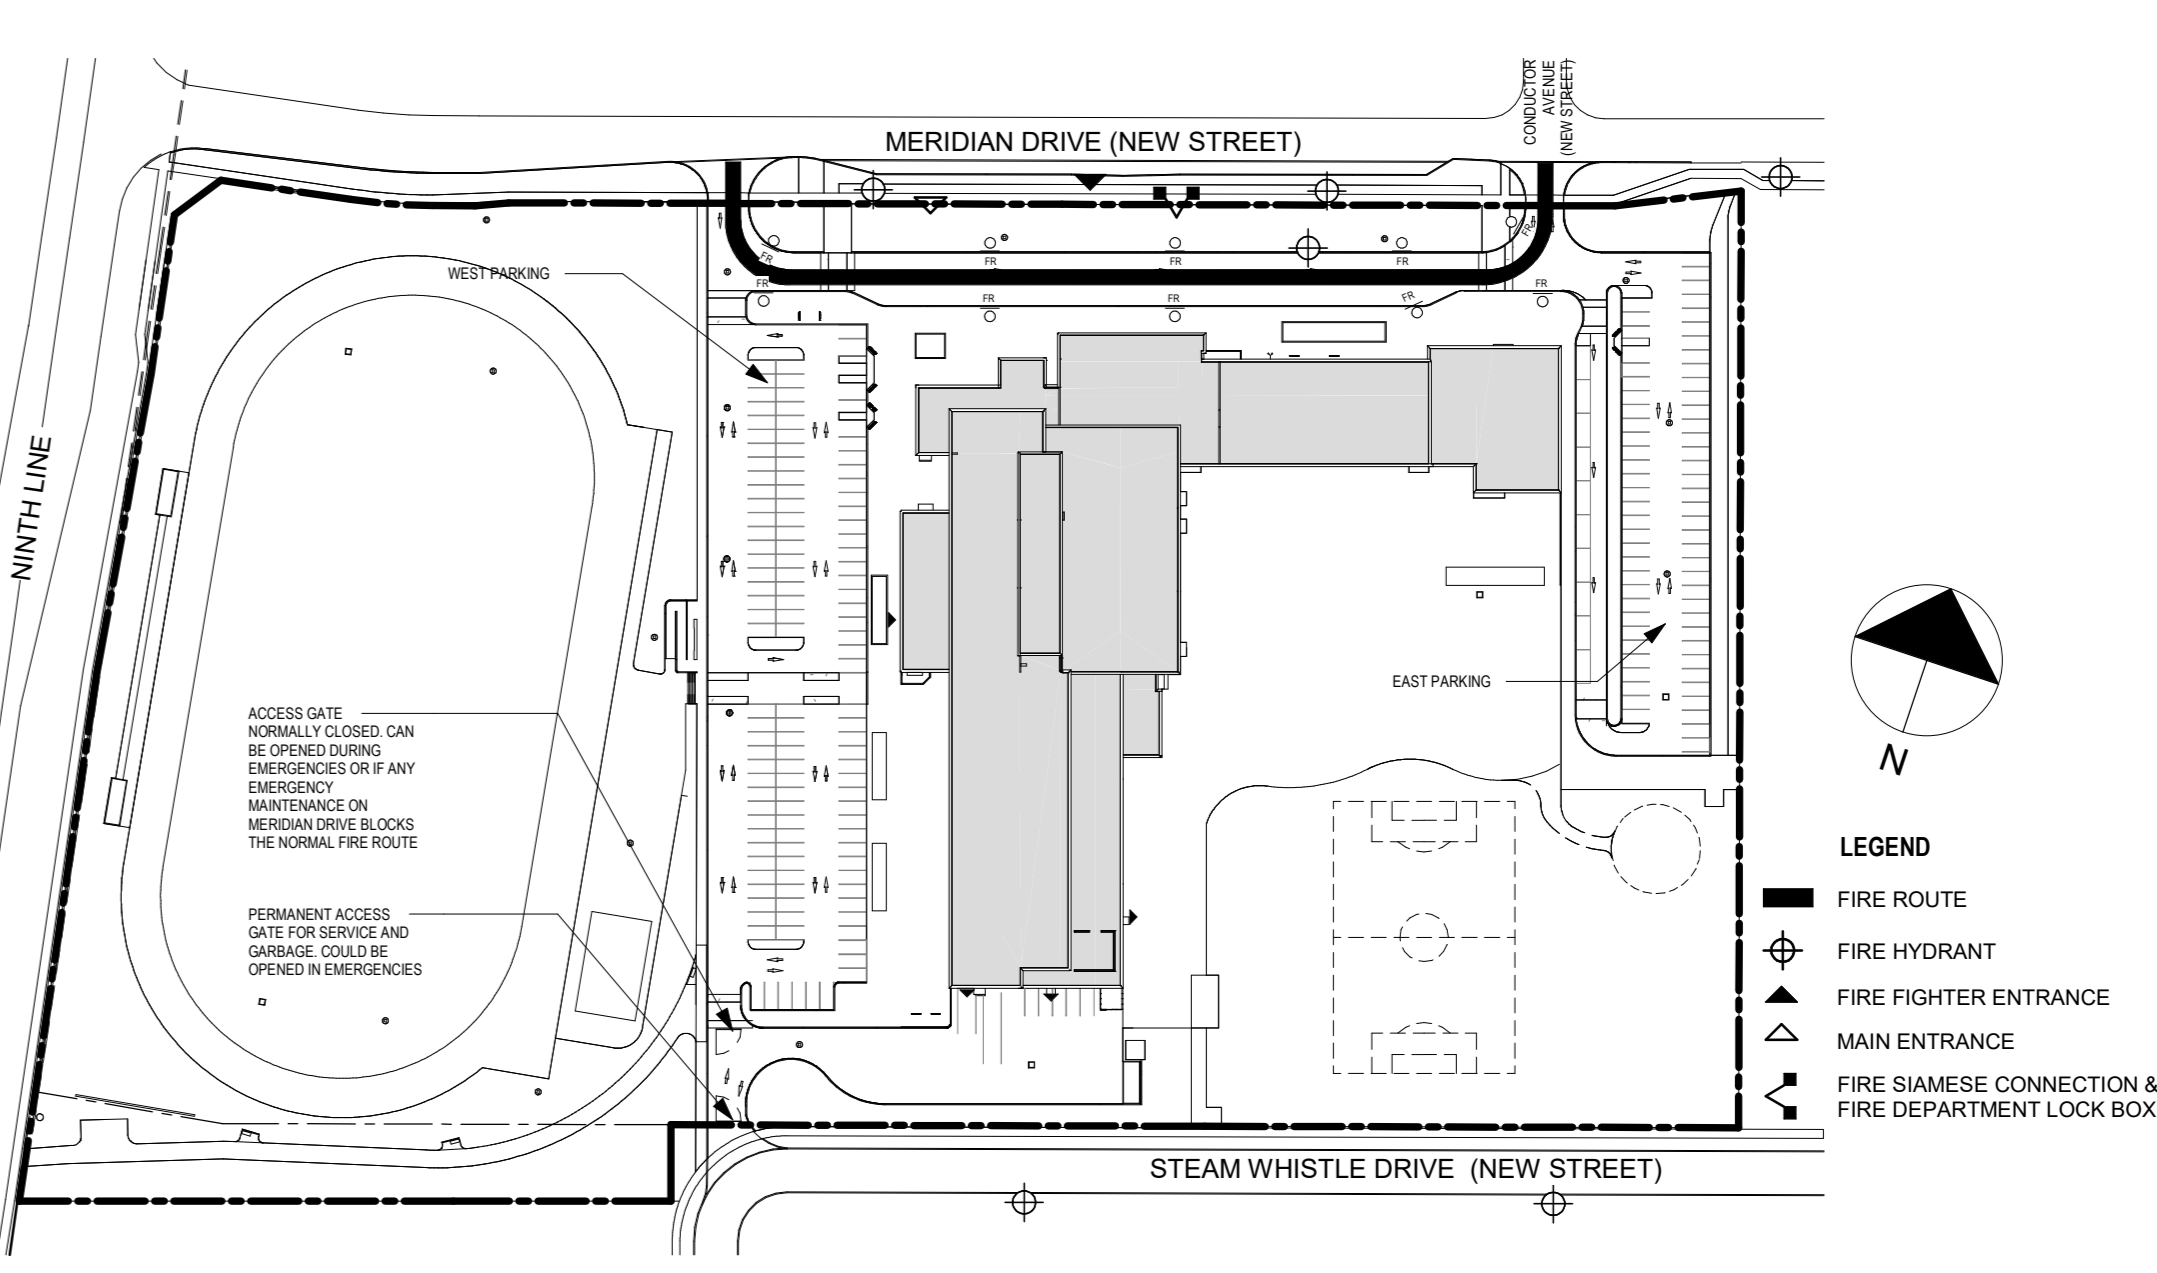 CONDUCTOR
AVENUE
(NEW STREET)
MERIDIAN DRIVE (NEW STREET)
FR
FR
FR
FR
FR
FR
FR
FR
FR
FR
WEST PARKING
NINTH LINE
EAST PARKING
ACCESS GATE
NORMALLY CLOSED. CAN
BE OPENED DURING
EMERGENCIES OR IF ANY
EMERGENCY
MAINTENANCE ON
MERIDIAN DRIVE BLOCKS
THE NORMAL FIRE ROUTE
PERMANENT ACCESS
GATE FOR SERVICE AND
GARBAGE. COULD BE
OPENED IN EMERGENCIES
N
LEGEND
FIRE ROUTE
FIRE HYDRANT
FIRE FIGHTER ENTRANCE
MAIN ENTRANCE
FIRE SIAMESE CONNECTION &
FIRE DEPARTMENT LOCK BOX
STEAM WHISTLE DRIVE (NEW STREET)